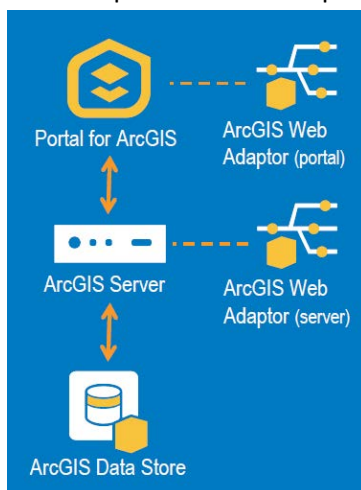 Portal for ArcGIS
ArcGIS Web
Adaptor (portal)
ArcGIS Server
ArcGIS Web
Adaptor (server)
ArcGIS Data Store